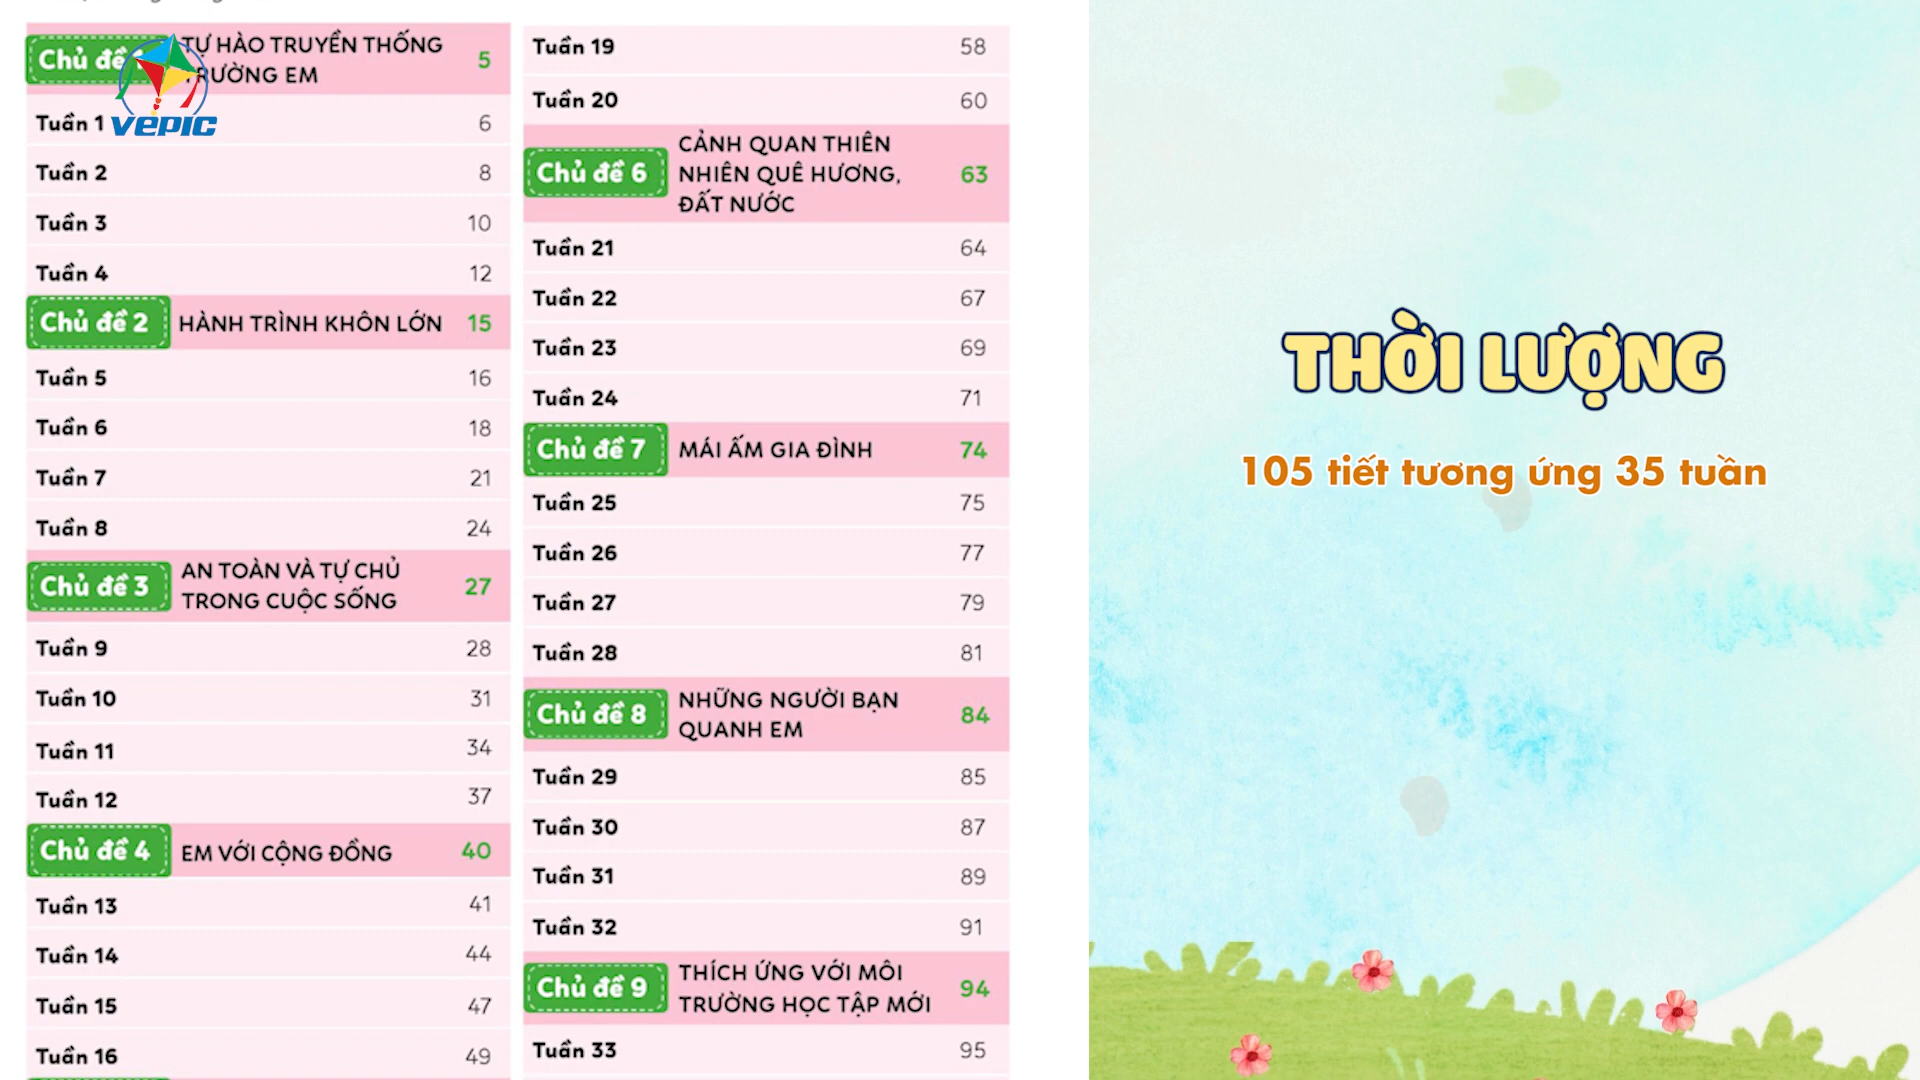 Chủ đề
TỰ HÀO TRUYỀN THỐNG
TRƯỜNG EM
5
VEPIC
Tuần 1
6
Tuần 2
8
Tuần 3
10
Tuần 4
12
Chủ đề 2
HÀNH TRÌNH KHÔN LỚN
15
Tuần 5
16
Tuần 6
18
Tuần 7
21
Tuần 8
24
Chủ đề 3
AN TOÀN VÀ TỰ CHỦ
TRONG CUỘC SỐNG
27
Tuần 9
28
Tuần 10
31
Tuần 11
34
Tuần 12
37
Chủ đề 4
EM VỚI CỘNG ĐỒNG
40
Tuần 13
41
Tuần 14
44
Tuần 15
47
Tuần 16
49
Tuần 19
58
Tuần 20
60
Chủ đề 6
CẢNH QUAN THIÊN
NHIÊN QUÊ HƯƠNG,
ĐẤT NƯỚC
63
Tuần 21
64
Tuần 22
67
Tuần 23
69
Tuần 24
71
Chủ đề 7
MÁI ẤM GIA ĐÌNH
74
Tuần 25
75
Tuần 26
77
Tuần 27
79
Tuần 28
81
Chủ đề 8
NHỮNG NGƯỜI BẠN
QUANH EM
84
Tuần 29
85
Tuần 30
87
Tuần 31
89
Tuần 32
91
Chủ đề 9
THÍCH ỨNG VỚI MÔI
TRƯỜNG HỌC TẬP MỚI
94
Tuần 33
95
THỜI LƯỢNG
105 tiết tương ứng 35 tuần